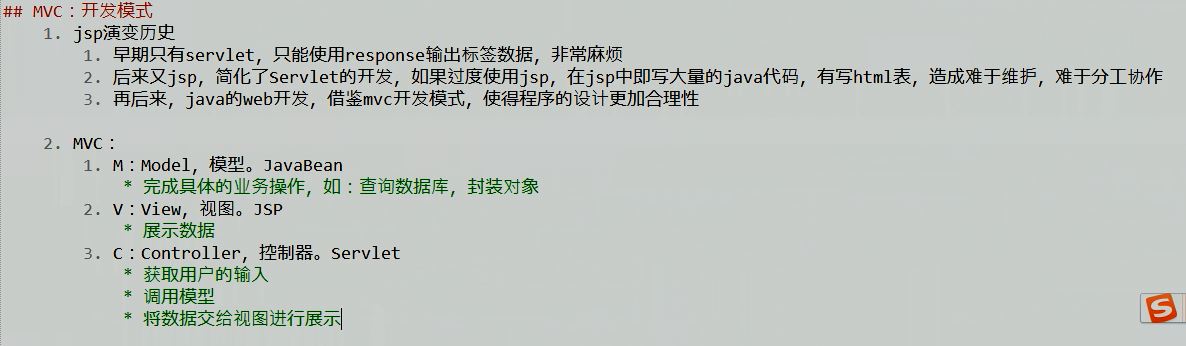 ## MVC：开发模式
1. jsp演变历史
1. 早期只有servlet，只能使用response输出标签数据，非常麻烦
2. 后来又jsp，简化了Servlet的开发，如果过度使用jsp，在jsp中即写大量的java代码，有写html表，造成难于维护，难于分工协作
3. 再后来，java的web开发，借鉴mvc开发模式，使得程序的设计更加合理性
2. MVC：
1. M：Model，模型。JavaBean
* 完成具体的业务操作，如：查询数据库，封装对象
2. V：View，视图。JSP
* 展示数据
3. C：Controller，控制器。Servlet
* 获取用户的输入
* 调用模型
* 将数据交给视图进行展示
S